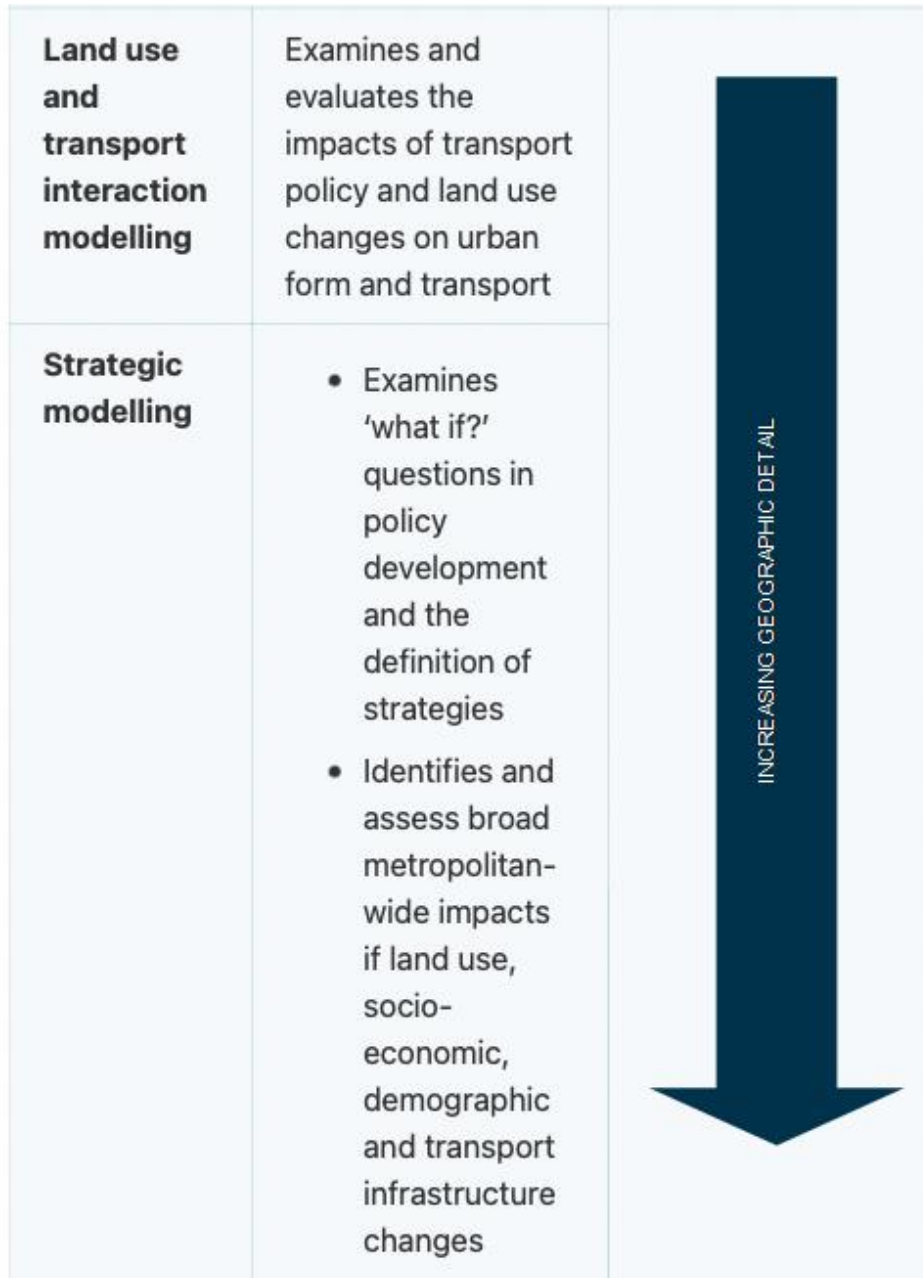 Land use
and
transport
interaction
modelling
Examines and
evaluates the
impacts of transport
policy and land use
changes on urban
form and transport
Strategic
modelling
• Examines
‘what if?’
questions in
policy
development
and the
definition of
strategies
• Identifies and
assess broad
metropolitan-
wide impacts
if land use,
socio-
economic,
demographic
and transport
infrastructure
changes
INCREASING GEOGRAPHIC DETAIL